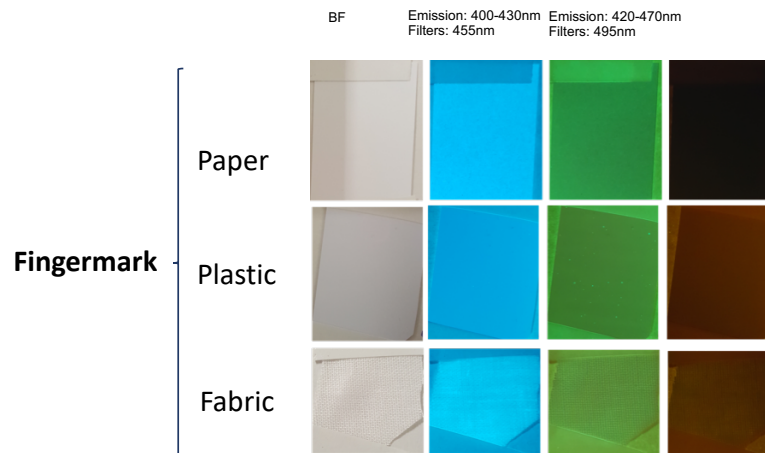 BF
Emission: 400-430nm
Filters: 455nm
Emission: 420-470nm
Filters: 495nm
Paper
Fingermark
Plastic
Fabric